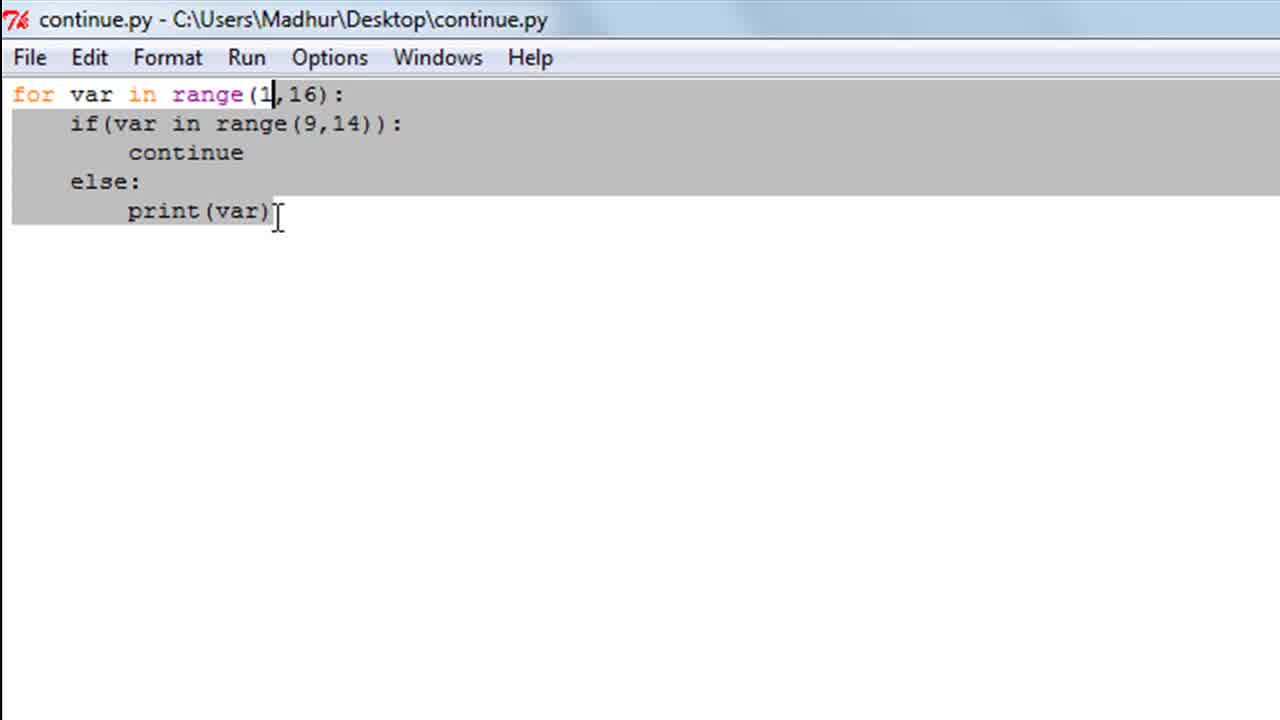 continue.py - C:\Users\Madhur\Desktop\continue.py
File Edit Format Run Options Windows Help
for var in range(1,16):
    if(var in range(9,14)):
        continue
    else:
        print(var)